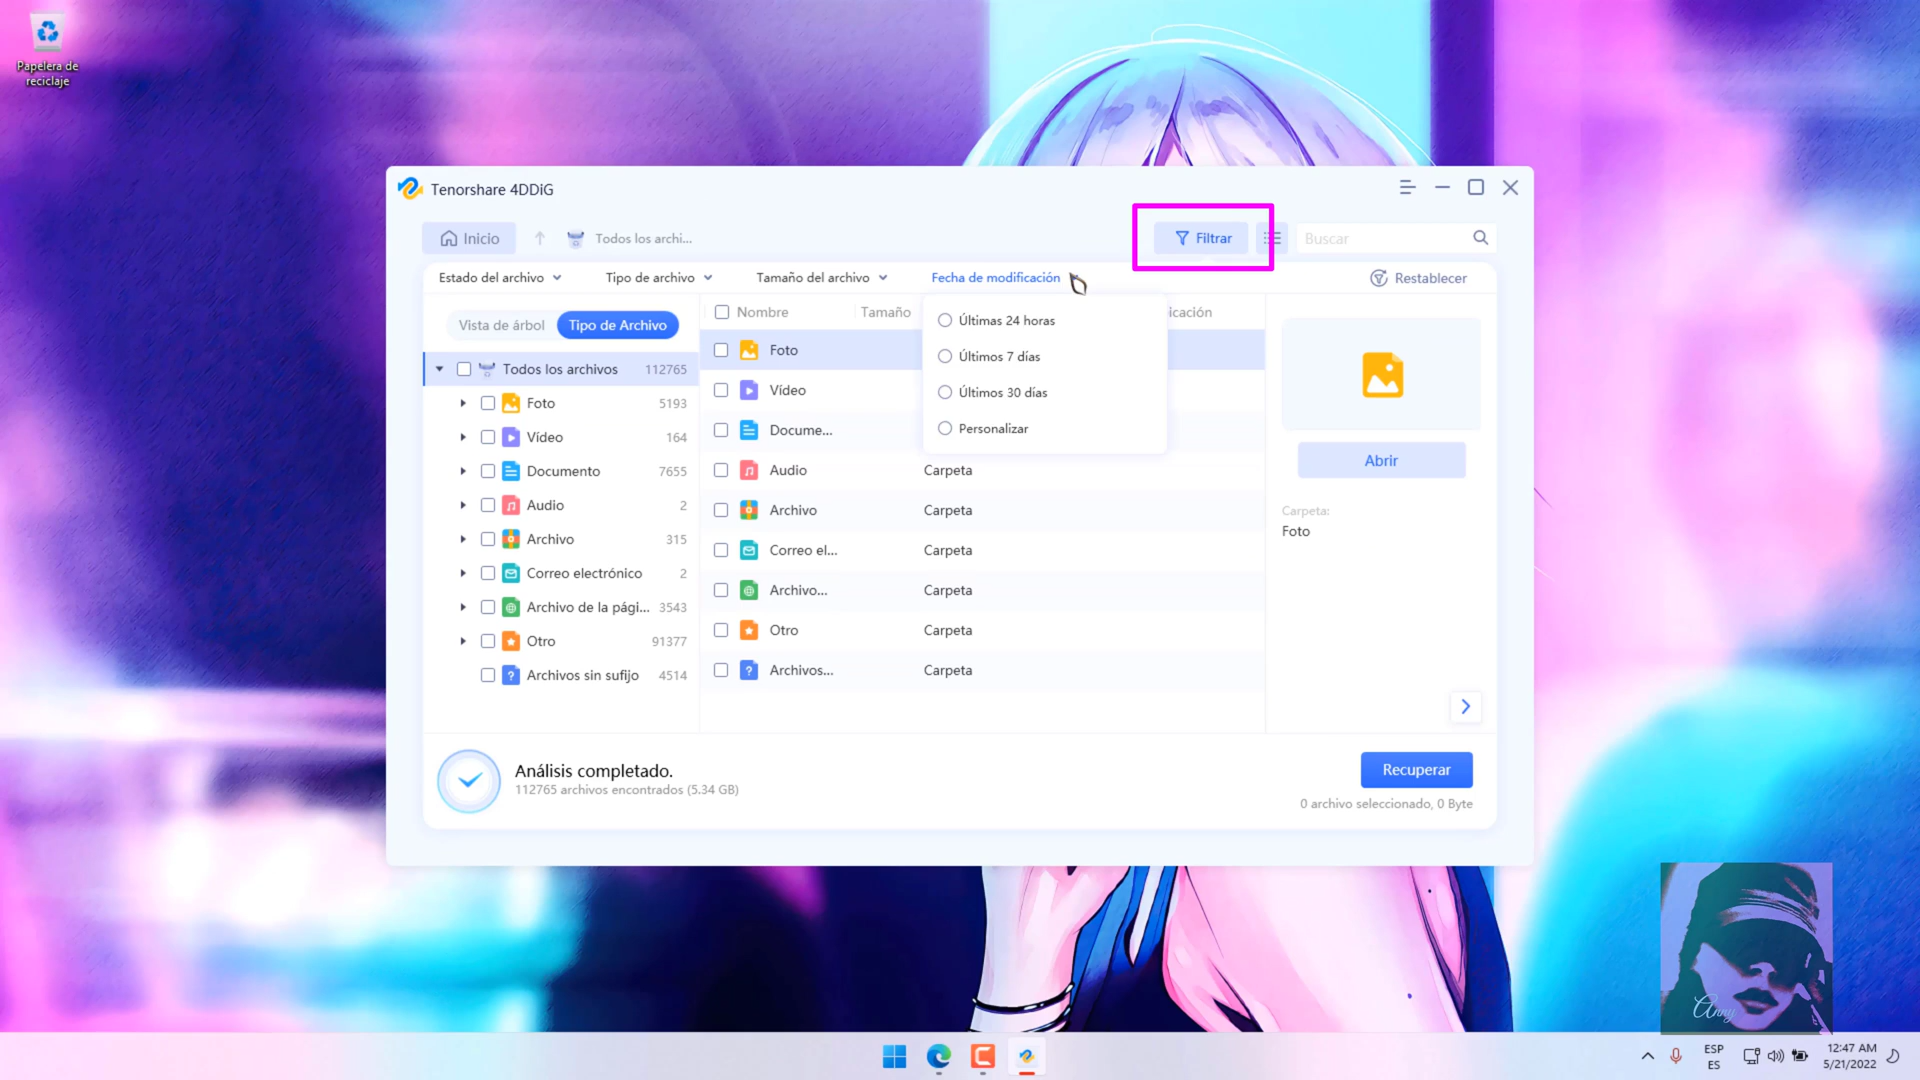 Papelera de
reciclaje
Tenorshare 4DDiG
Inicio
Todos los archi...
Filtrar
Buscar
Estado del archivo
Tipo de archivo
Tamaño del archivo
Fecha de modificación
Restablecer
Vista de árbol
Tipo de Archivo
Nombre
Tamaño
icación
Últimas 24 horas
Últimos 7 días
Últimos 30 días
Personalizar
Todos los archivos 112765
Foto 5193
Vídeo 164
Documento 7655
Audio 2
Archivo 315
Correo electrónico 2
Archivo de la pági... 3543
Otro 91377
Archivos sin sufijo 4514
Foto
Vídeo
Docume...
Audio Carpeta
Archivo Carpeta
Correo el... Carpeta
Archivo... Carpeta
Otro Carpeta
Archivos... Carpeta
Abrir
Carpeta:
Foto
Análisis completado.
112765 archivos encontrados (5.34 GB)
Recuperar
0 archivo seleccionado, 0 Byte
Anny
ESP
ES
12:47 AM
5/21/2022